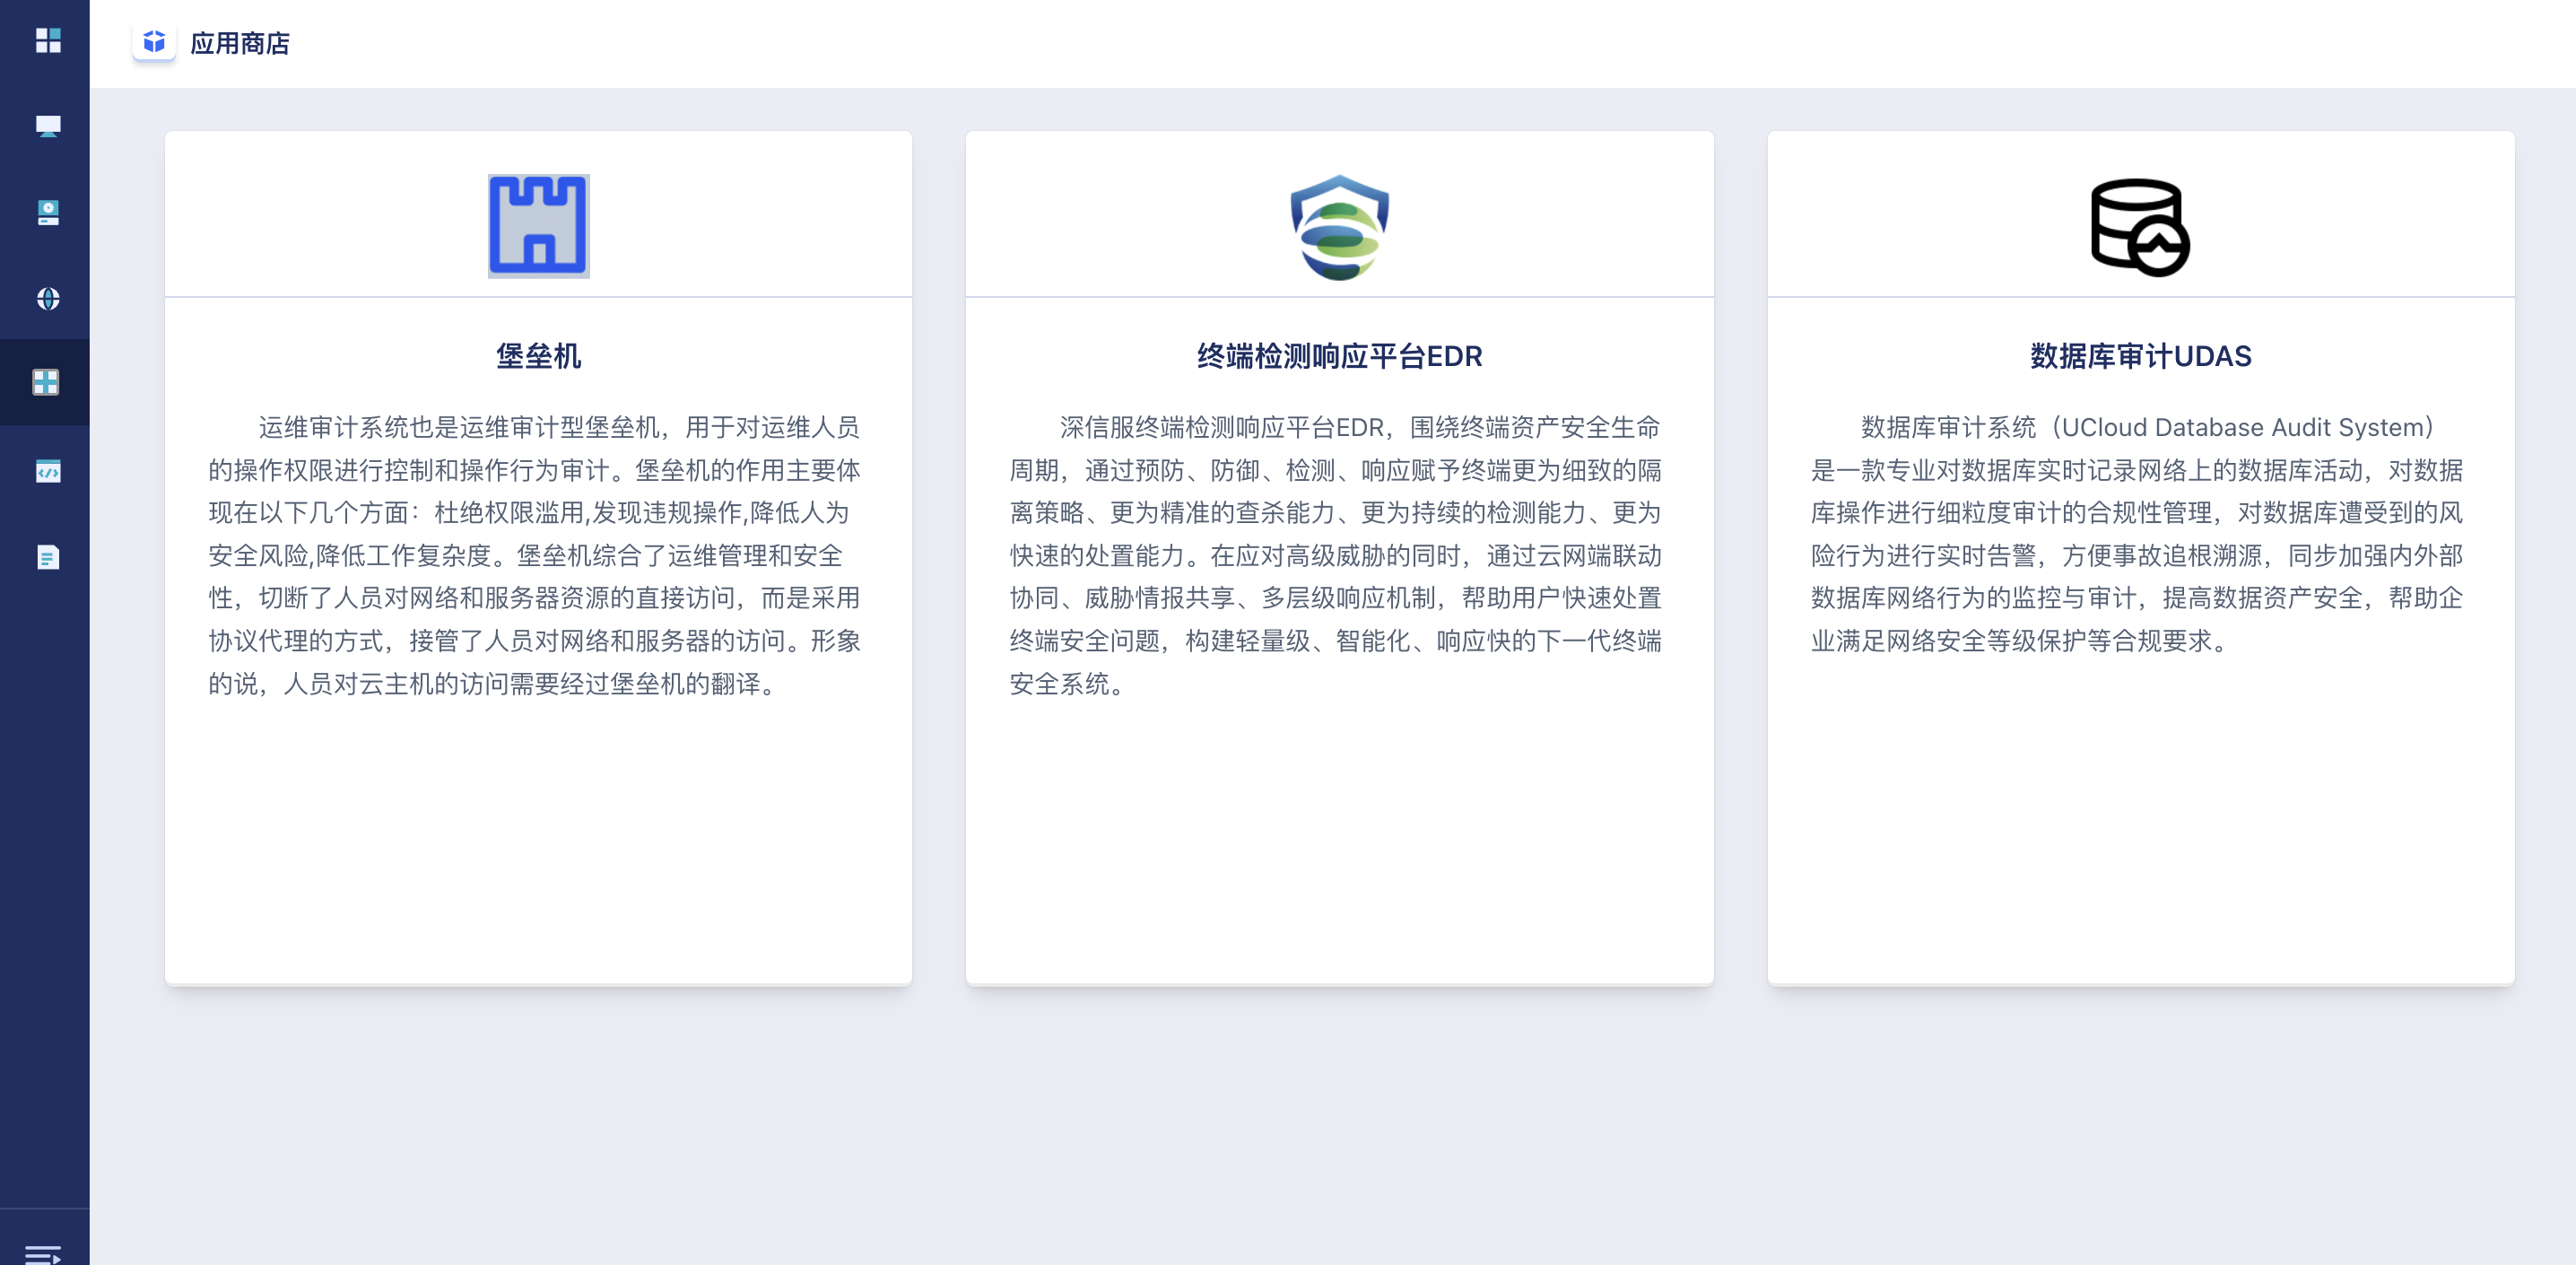 应用商店
堡垒机
运维审计系统也是运维审计型堡垒机，用于对运维人员
的操作权限进行控制和操作行为审计。堡垒机的作用主要体
现在以下几个方面：杜绝权限滥用,发现违规操作,降低人为
安全风险,降低工作复杂度。堡垒机综合了运维管理和安全
性，切断了人员对网络和服务器资源的直接访问，而是采用
协议代理的方式，接管了人员对网络和服务器的访问。形象
的说，人员对云主机的访问需要经过堡垒机的翻译。
终端检测响应平台EDR
深信服终端检测响应平台EDR，围绕终端资产安全生命
周期，通过预防、防御、检测、响应赋予终端更为细致的隔
离策略、更为精准的查杀能力、更为持续的检测能力、更为
快速的处置能力。在应对高级威胁的同时，通过云网端联动
协同、威胁情报共享、多层级响应机制，帮助用户快速处置
终端安全问题，构建轻量级、智能化、响应快的下一代终端
安全系统。
数据库审计UDAS
数据库审计系统（UCloud Database Audit System）
是一款专业对数据库实时记录网络上的数据库活动，对数据
库操作进行细粒度审计的合规性管理，对数据库遭受到的风
险行为进行实时告警，方便事故追根溯源，同步加强内外部
数据库网络行为的监控与审计，提高数据资产安全，帮助企
业满足网络安全等级保护等合规要求。